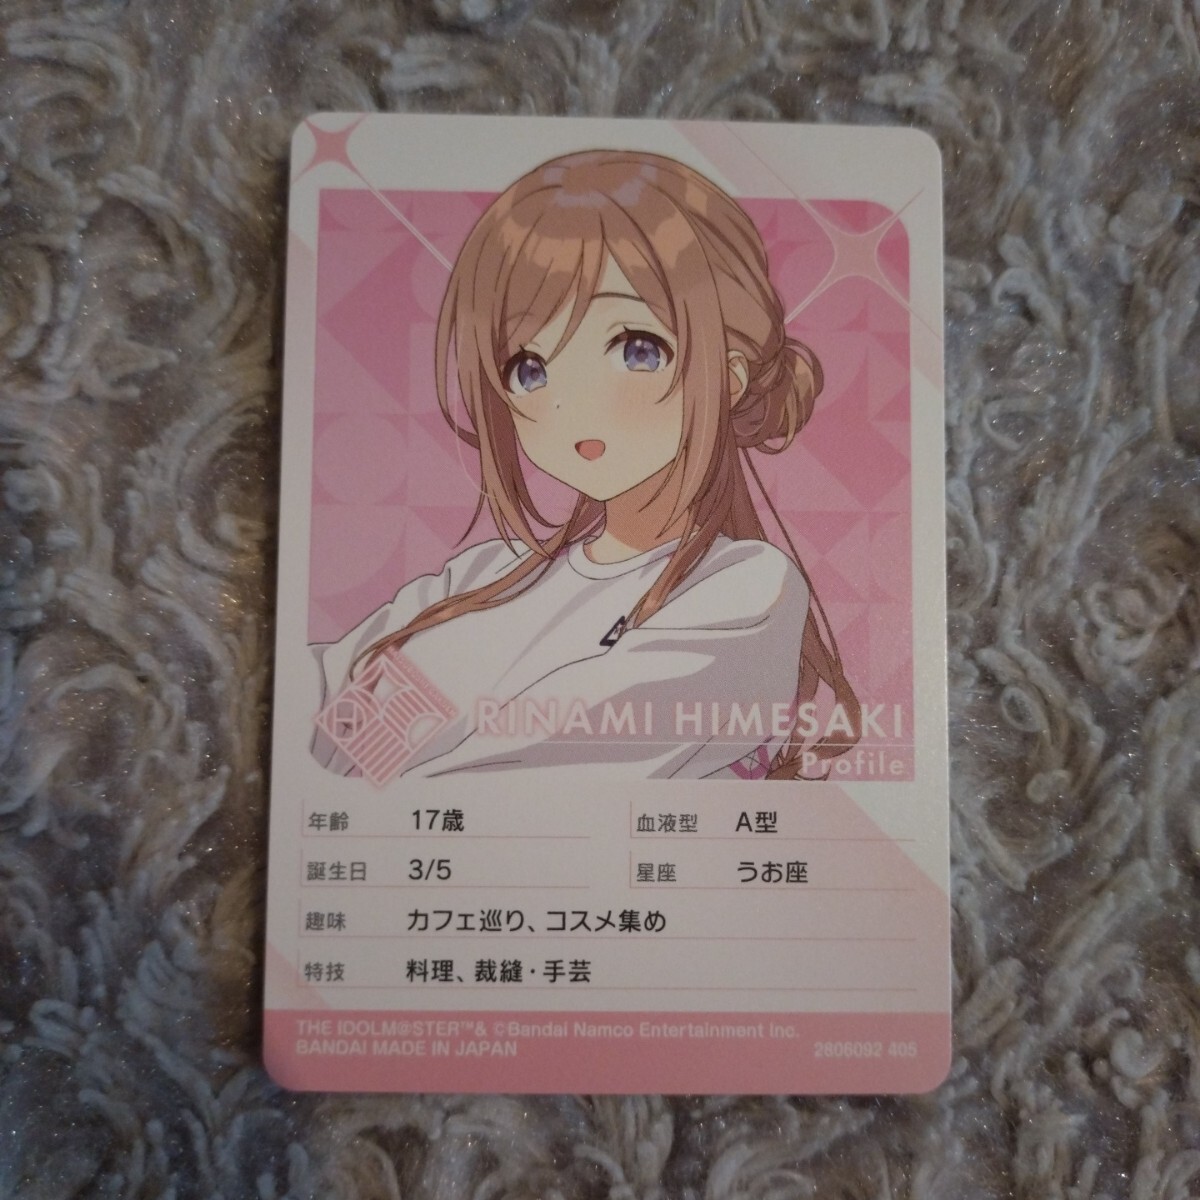 RINAMI HIMESAKI
Profile
年齢 17歳 血液型 A型
誕生日 3/5 星座 うお座
趣味 カフェ巡り、コスメ集め
特技 料理、裁縫・手芸
THE IDOLM@STER™& ©Bandai Namco Entertainment Inc.
BANDAI MADE IN JAPAN 2806092 405